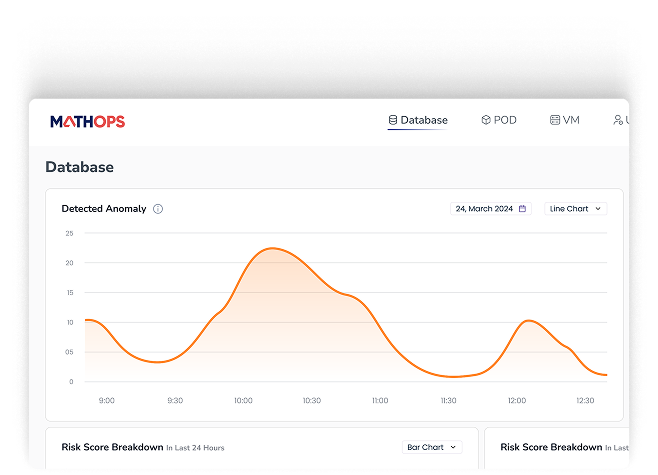 MATHOPS Database POD VM
Database
Detected Anomaly 24, March 2024 Line Chart
25
20
15
10
05
0
9:00 9:30 10:00 10:30 11:00 11:30 12:00 12:30
Risk Score Breakdown In Last 24 Hours Bar Chart
Risk Score Breakdown In Last